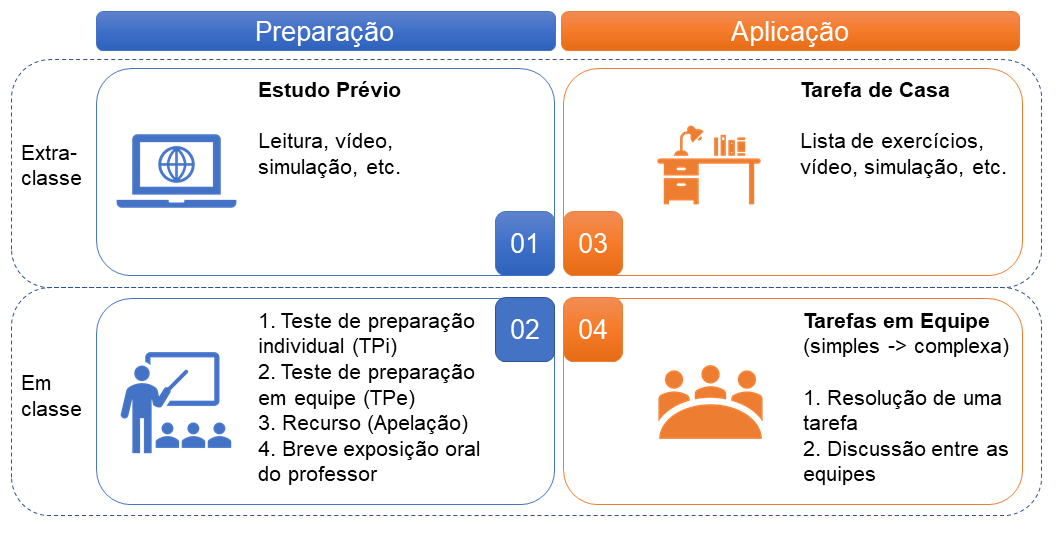 Preparação
Aplicação
Extra-
classe
Estudo Prévio
Leitura, vídeo,
simulação, etc.
01
Tarefa de Casa
Lista de exercícios,
vídeo, simulação, etc.
03
Em
classe
1. Teste de preparação
individual (TPi)
2. Teste de preparação
em equipe (TPe)
3. Recurso (Apelação)
4. Breve exposição oral
do professor
02
04
Tarefas em Equipe
(simples -> complexa)
1. Resolução de uma
tarefa
2. Discussão entre as
equipes